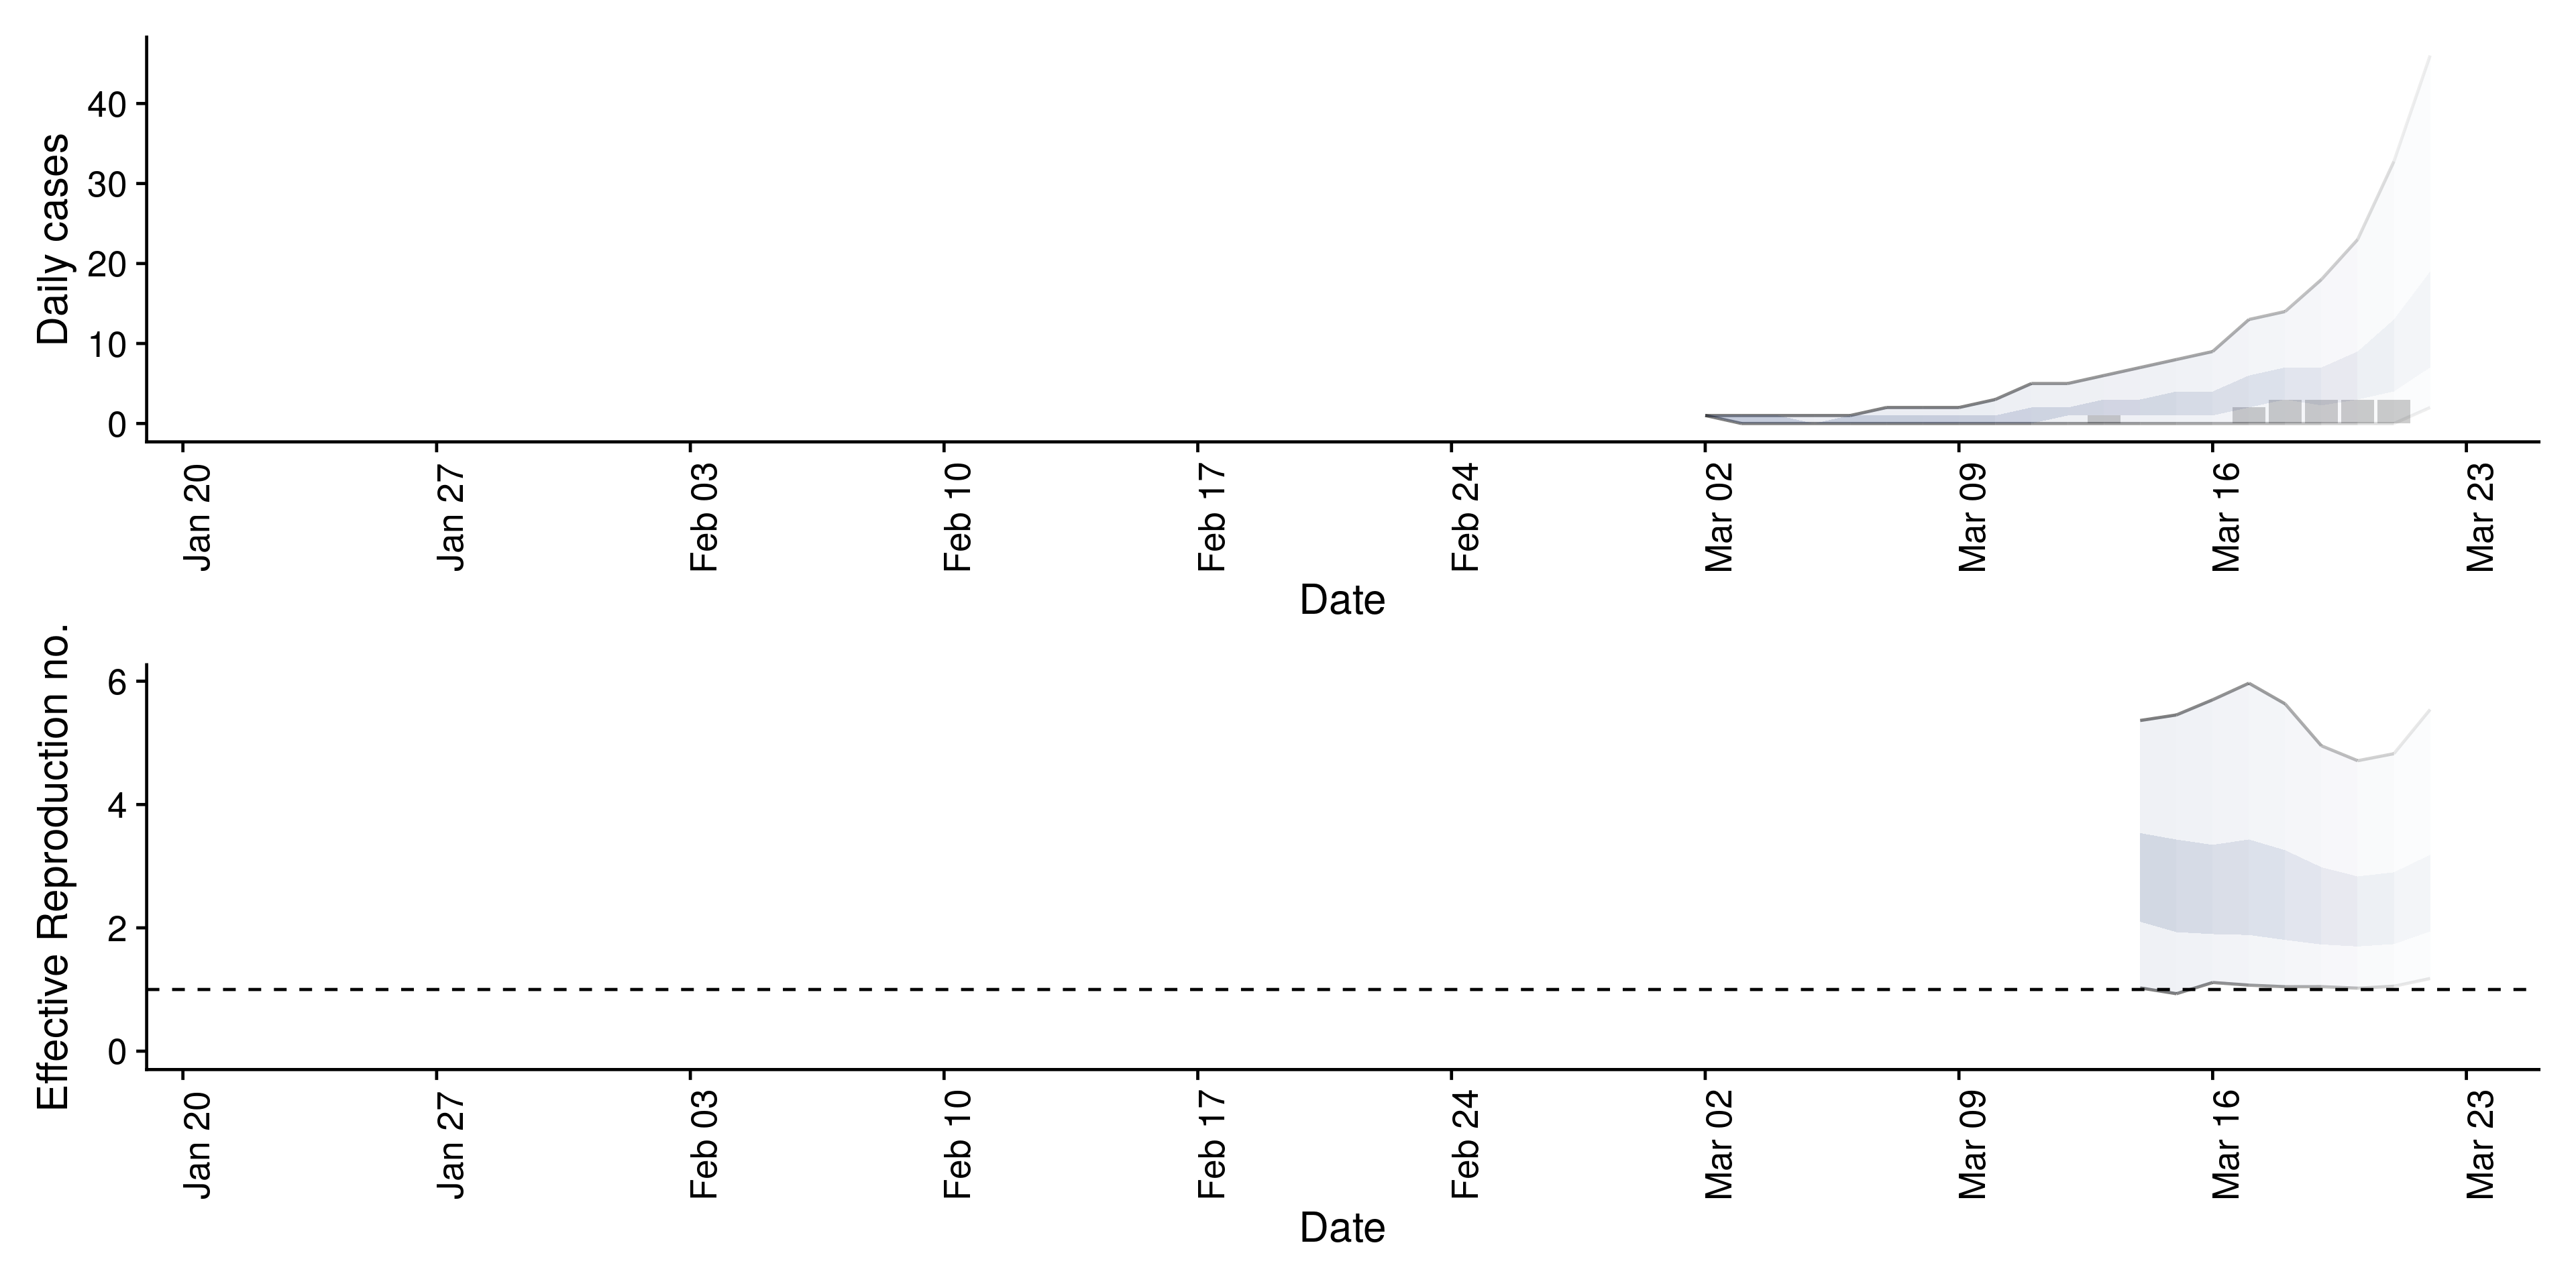 Daily cases
40
30
20
10
0
Jan 20
Jan 27
Feb 03
Feb 10
Feb 17
Feb 24
Mar 02
Mar 09
Mar 16
Mar 23
Date
Effective Reproduction no.
6
4
2
0
Jan 20
Jan 27
Feb 03
Feb 10
Feb 17
Feb 24
Mar 02
Mar 09
Mar 16
Mar 23
Date